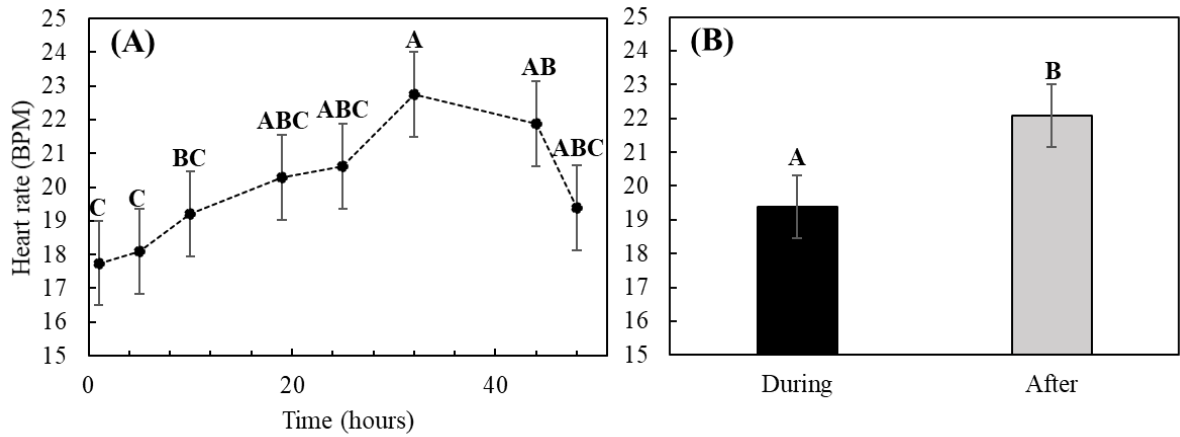 (A)
Heart rate (BPM)
25
24
23
22
21
20
19
18
17
16
15
C
C
BC
ABC
ABC
A
AB
ABC
0
20
40
Time (hours)
(B)
25
24
23
22
21
20
19
18
17
16
15
A
B
During
After